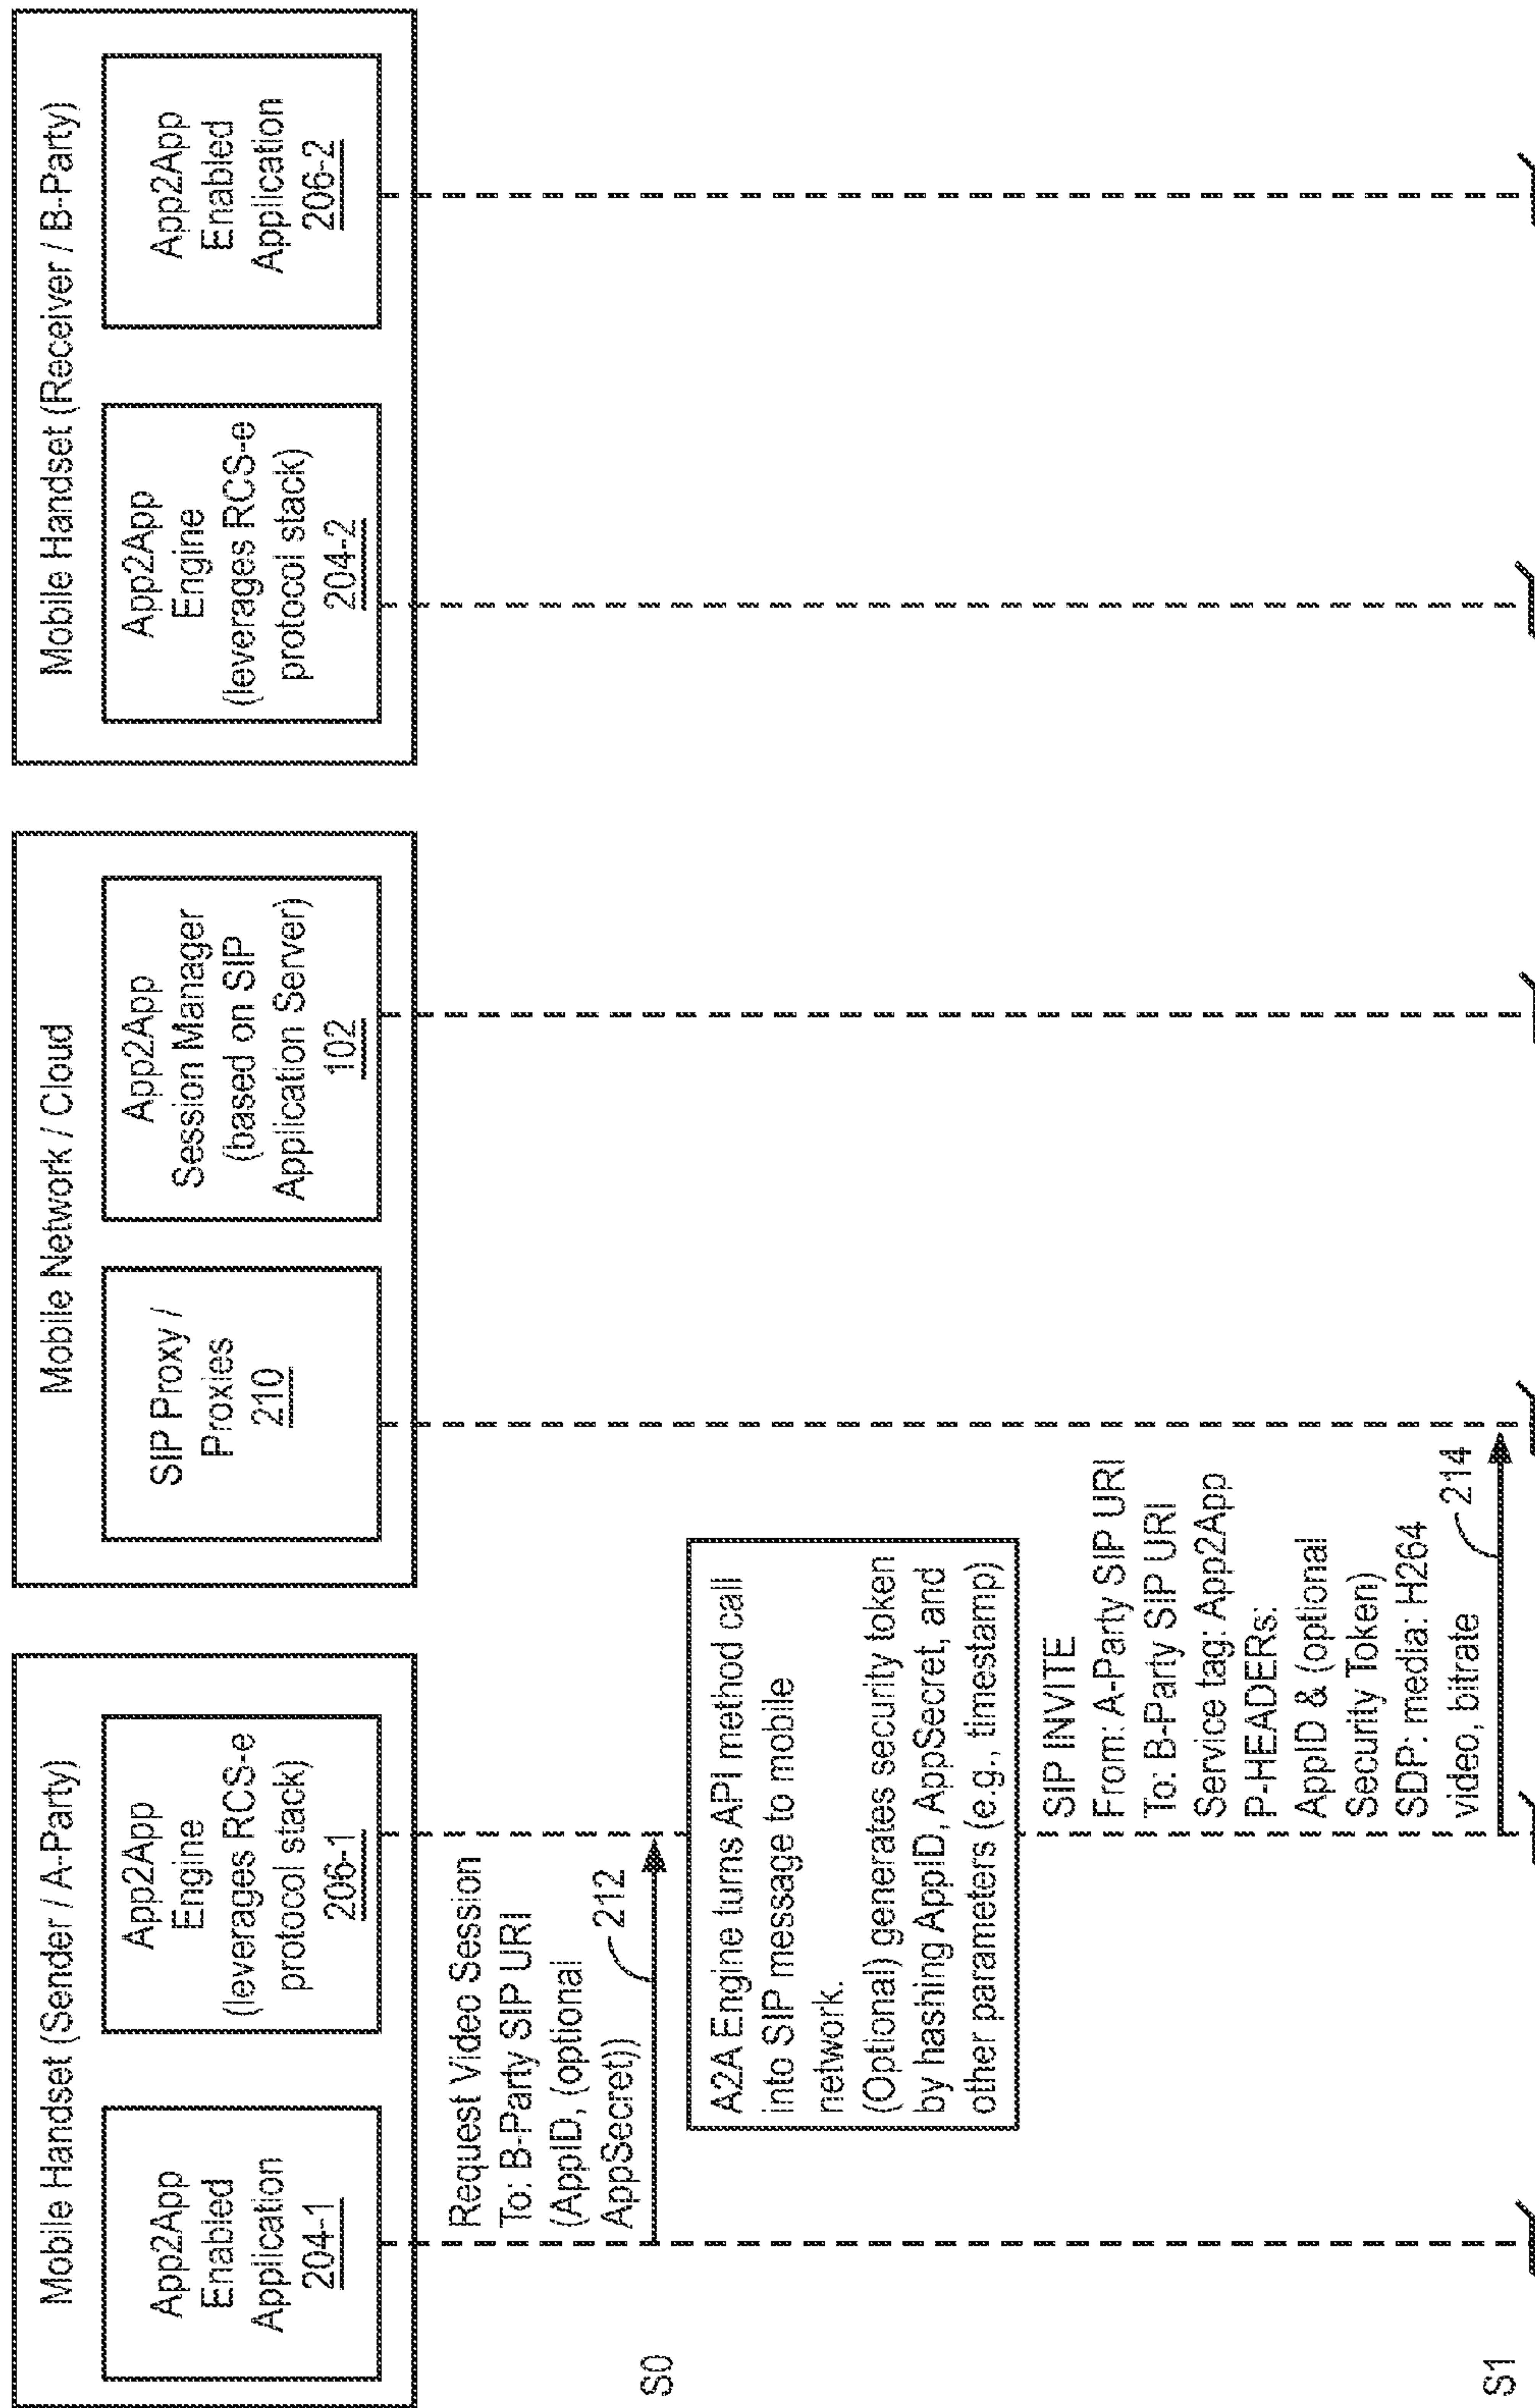 Mobile Handset (Sender / A-Party)
App2App
Enabled
Application
204-1
App2App
Engine
(leverages RCS-e
protocol stack)
206-1
Mobile Network / Cloud
SIP Proxy /
Proxies
210
App2App
Session Manager
(based on SIP
Application Server)
102
Mobile Handset (Receiver / B-Party)
App2App
Engine
(leverages RCS-e
protocol stack)
204-2
App2App
Enabled
Application
206-2
Request Video Session
To: B-Party SIP URI
(AppID, (optional
AppSecret))
212
S0
A2A Engine turns API method call
into SIP message to mobile
network.
(Optional) generates security token
by hashing AppID, AppSecret, and
other parameters (e.g., timestamp)
SIP INVITE
From: A-Party SIP URI
To: B-Party SIP URI
Service tag: App2App
P-HEADERs:
AppID & (optional
Security Token)
SDP: media: H264
video, bitrate
214
S1